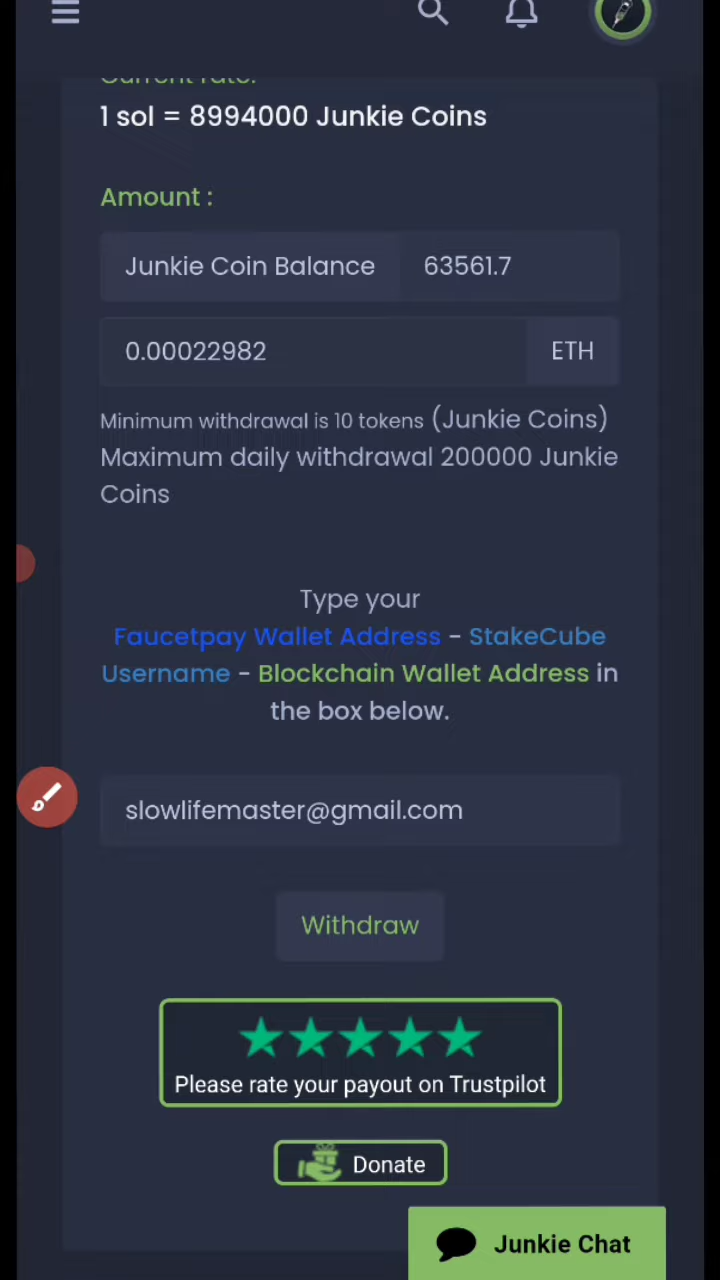 Current rate:
1 sol = 8994000 Junkie Coins
Amount :
Junkie Coin Balance 63561.7
0.00022982 ETH
Minimum withdrawal is 10 tokens (Junkie Coins)
Maximum daily withdrawal 200000 Junkie
Coins
Type your
Faucetpay Wallet Address - StakeCube
Username - Blockchain Wallet Address in
the box below.
slowlifemaster@gmail.com
Withdraw
Please rate your payout on Trustpilot
Donate
Junkie Chat